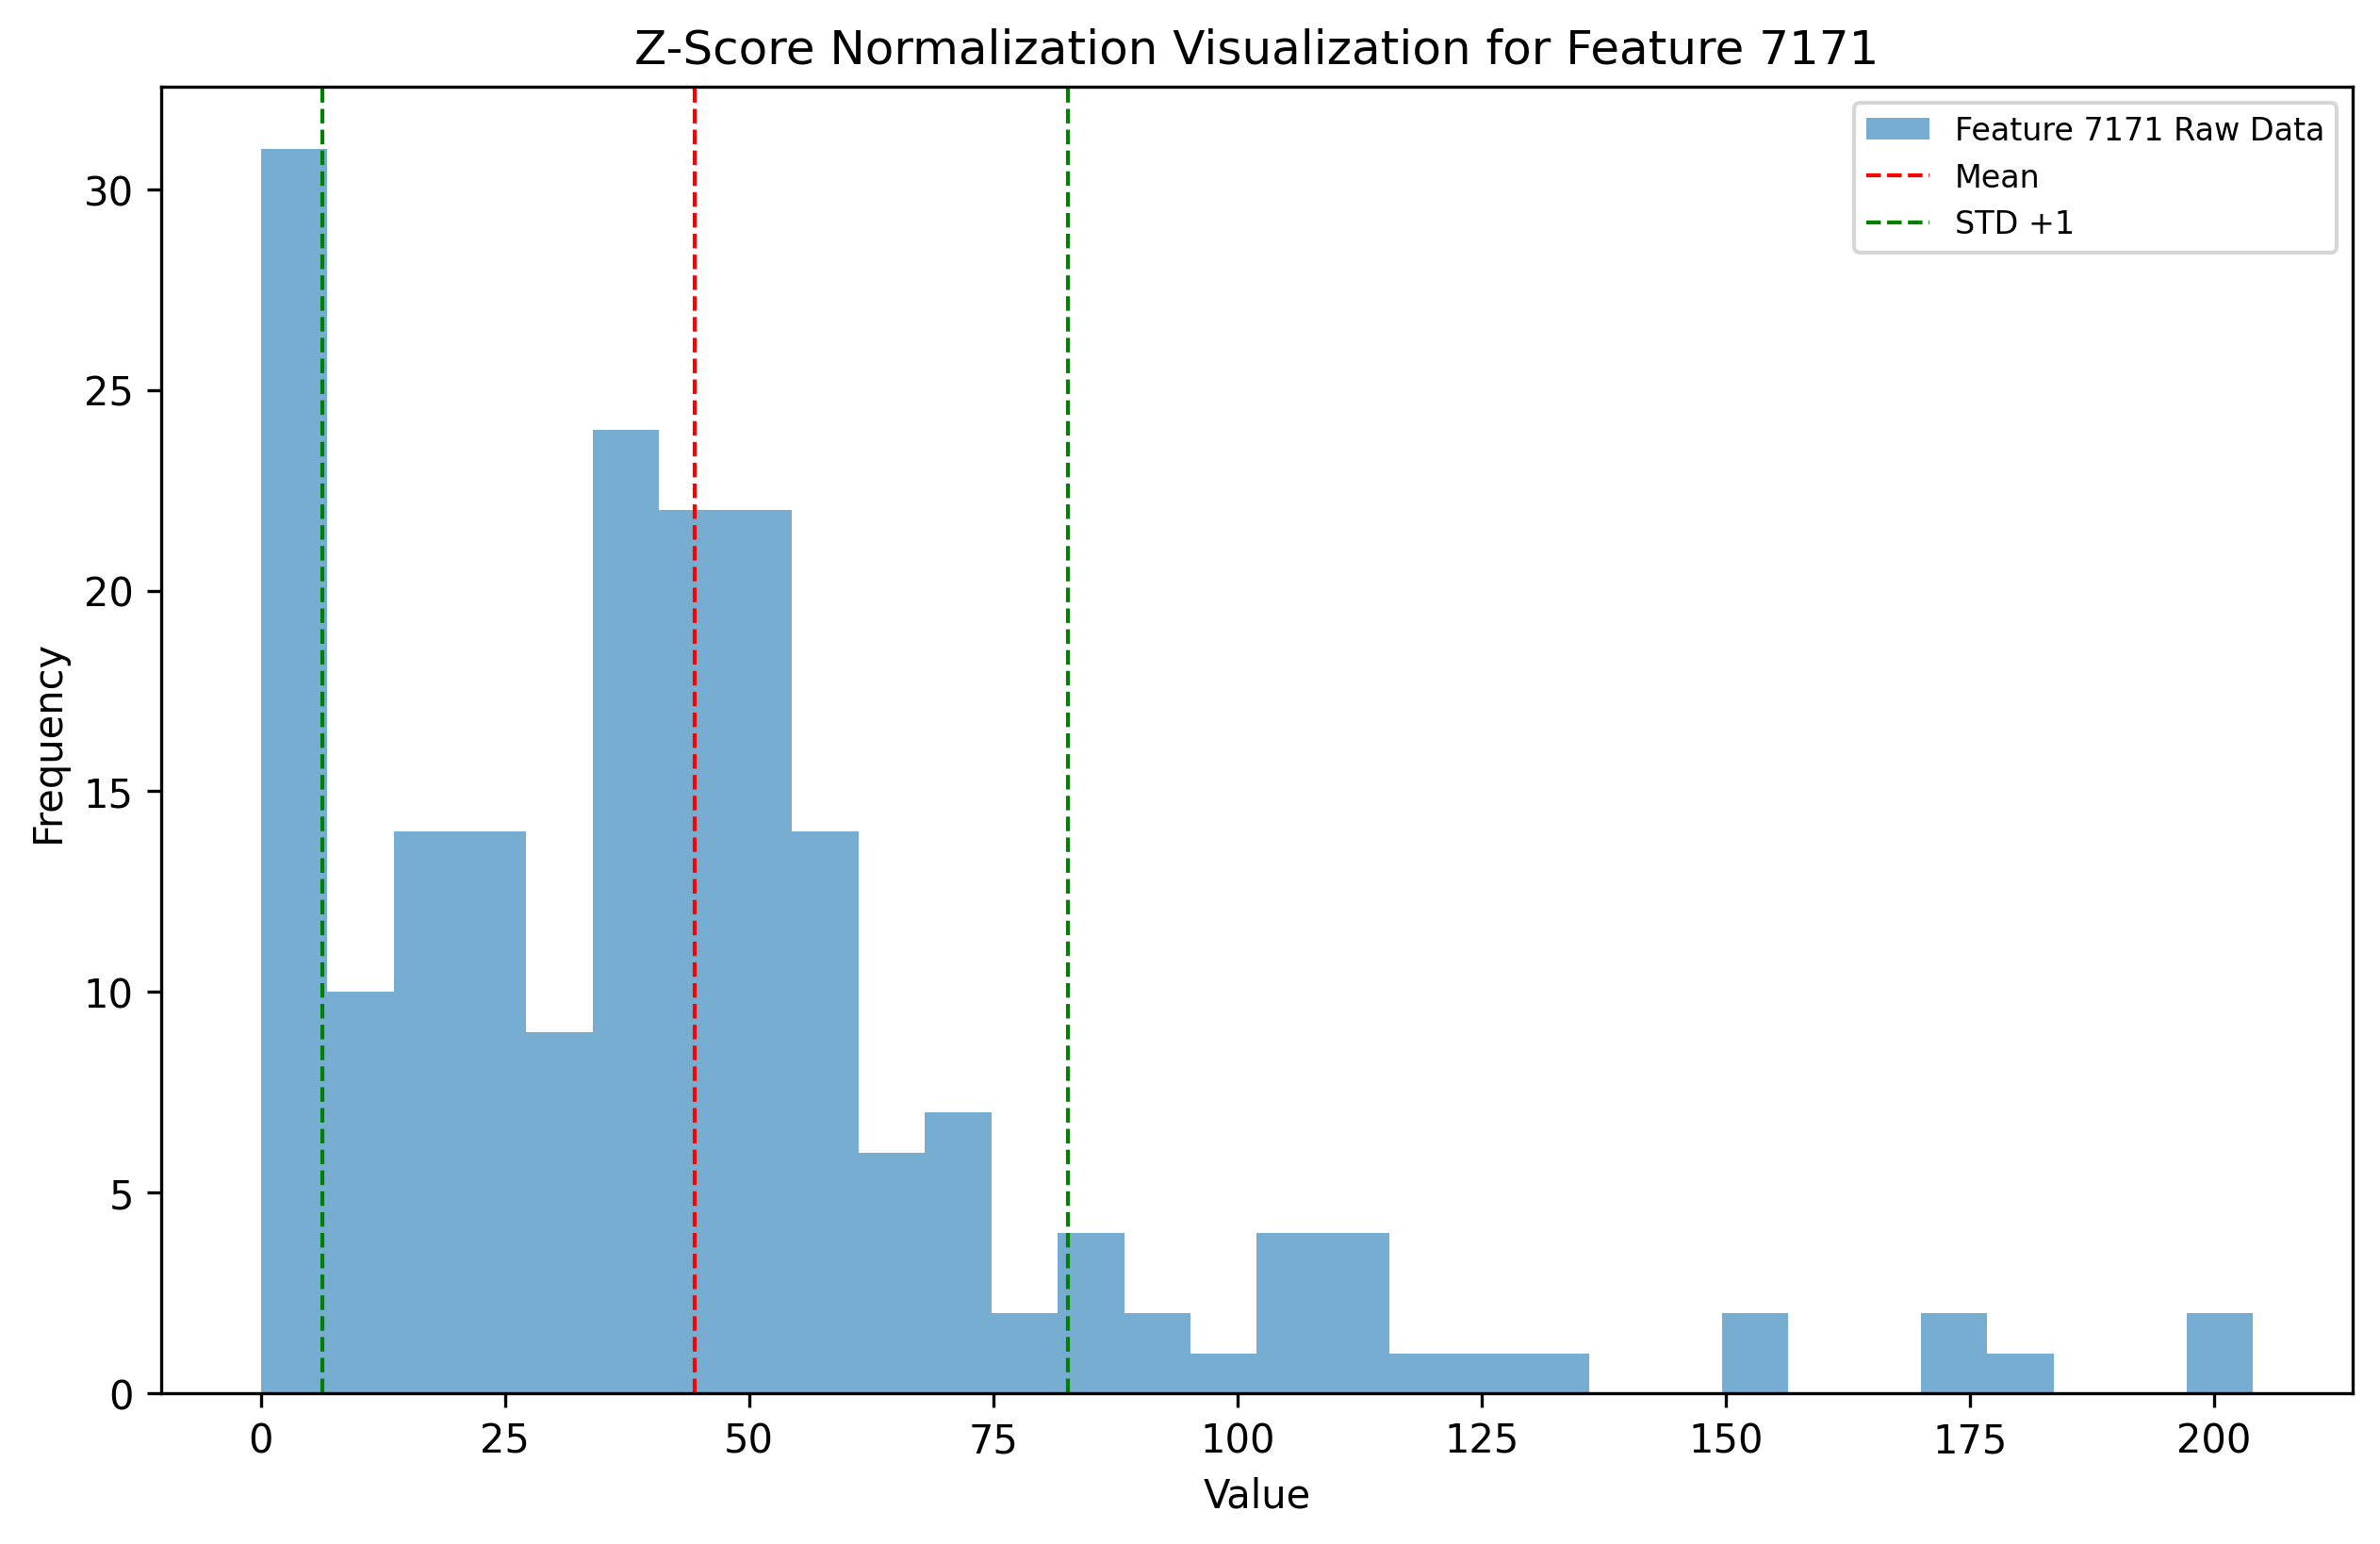 Z-Score Normalization Visualization for Feature 7171
Feature 7171 Raw Data
Mean
STD +1
Frequency
30
25
20
15
10
5
0
0 25 50 75 100 125 150 175 200
Value